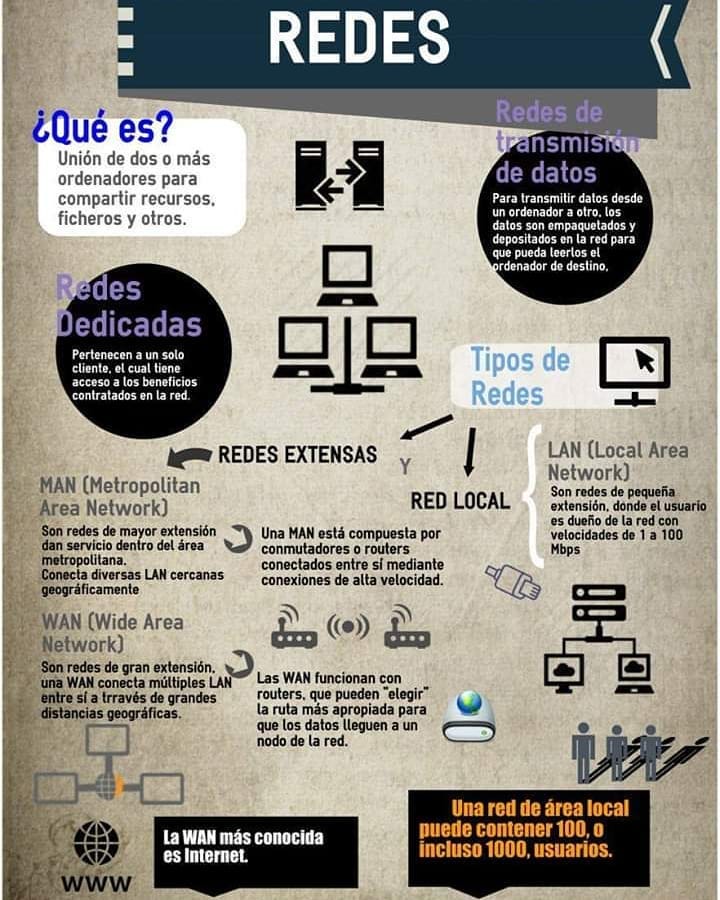 REDES
¿Qué es?
Unión de dos o más
ordenadores para
compartir recursos,
ficheros y otros.
Redes de
transmisión
de datos
Para transmitir datos desde
un ordenador a otro, los
datos son empaquetados y
depositados en la red para
que pueda leerlos el
ordenador de destino,
Redes
Dedicadas
Pertenecen a un solo
cliente, el cual tiene
acceso a los beneficios
contratados en la red.
Tipos de
Redes
REDES EXTENSAS
Y
RED LOCAL
LAN (Local Area
Network)
Son redes de pequeña
extensión, donde el usuario
es dueño de la red con
velocidades de 1 a 100
Mbps
MAN (Metropolitan
Area Network)
Son redes de mayor extensión
dan servicio dentro del área
metropolitana.
Conecta diversas LAN cercanas
geográficamente
Una MAN está compuesta por
conmutadores o routers
conectados entre sí mediante
conexiones de alta velocidad.
WAN (Wide Area
Network)
Son redes de gran extensión,
una WAN conecta múltiples LAN
entre sí a trravés de grandes
distancias geográficas.
Las WAN funcionan con
routers, que pueden "elegir"
la ruta más apropiada para
que los datos lleguen a un
nodo de la red.
WWW
La WAN más conocida
es Internet.
Una red de área local
puede contener 100, o
incluso 1000, usuarios.